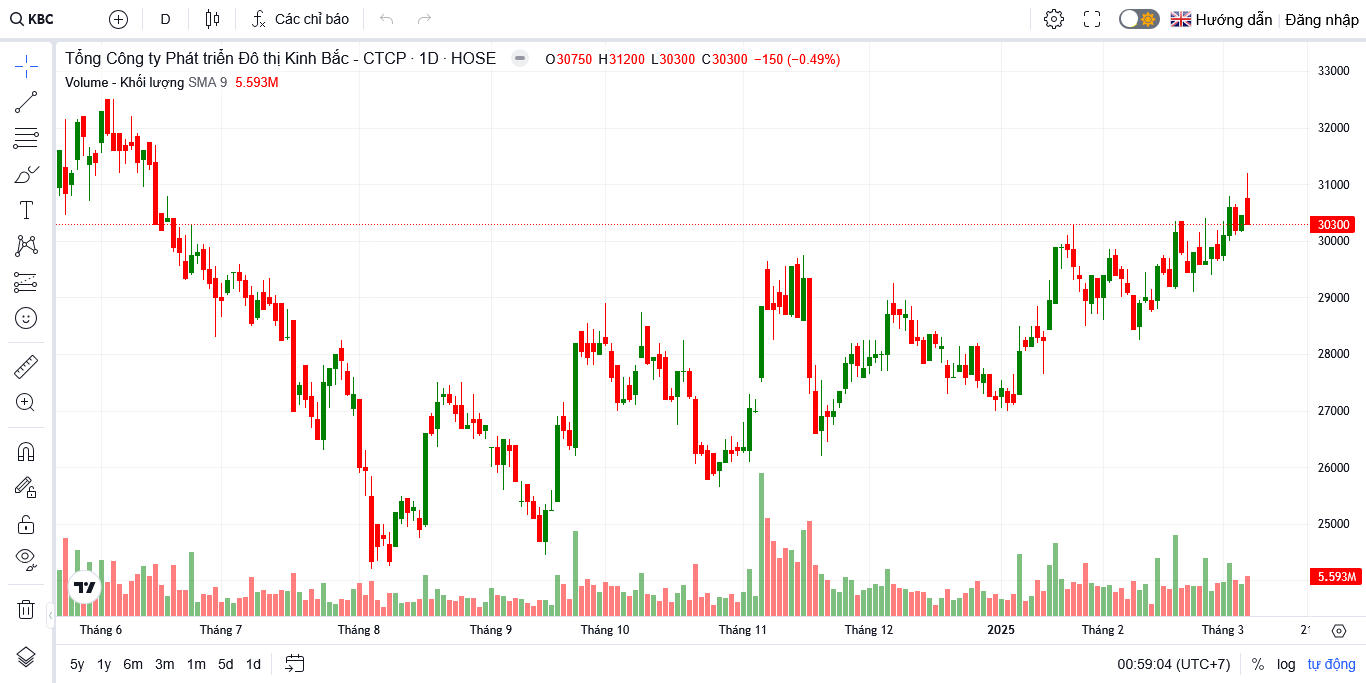 KBC D Các chỉ báo Hướng dẫn Đăng nhập
Tổng Công ty Phát triển Đô thị Kinh Bắc - CTCP · 1D · HOSE O30750 H31200 L30300 C30300 −150 (−0.49%)
Volume - Khối lượng SMA 9 5.593M
33000
32000
31000
30300
30000
29000
28000
27000
26000
25000
5.593M
Tháng 6 Tháng 7 Tháng 8 Tháng 9 Tháng 10 Tháng 11 Tháng 12 2025 Tháng 2 Tháng 3 21
5y 1y 6m 3m 1m 5d 1d 00:59:04 (UTC+7) % log tự động